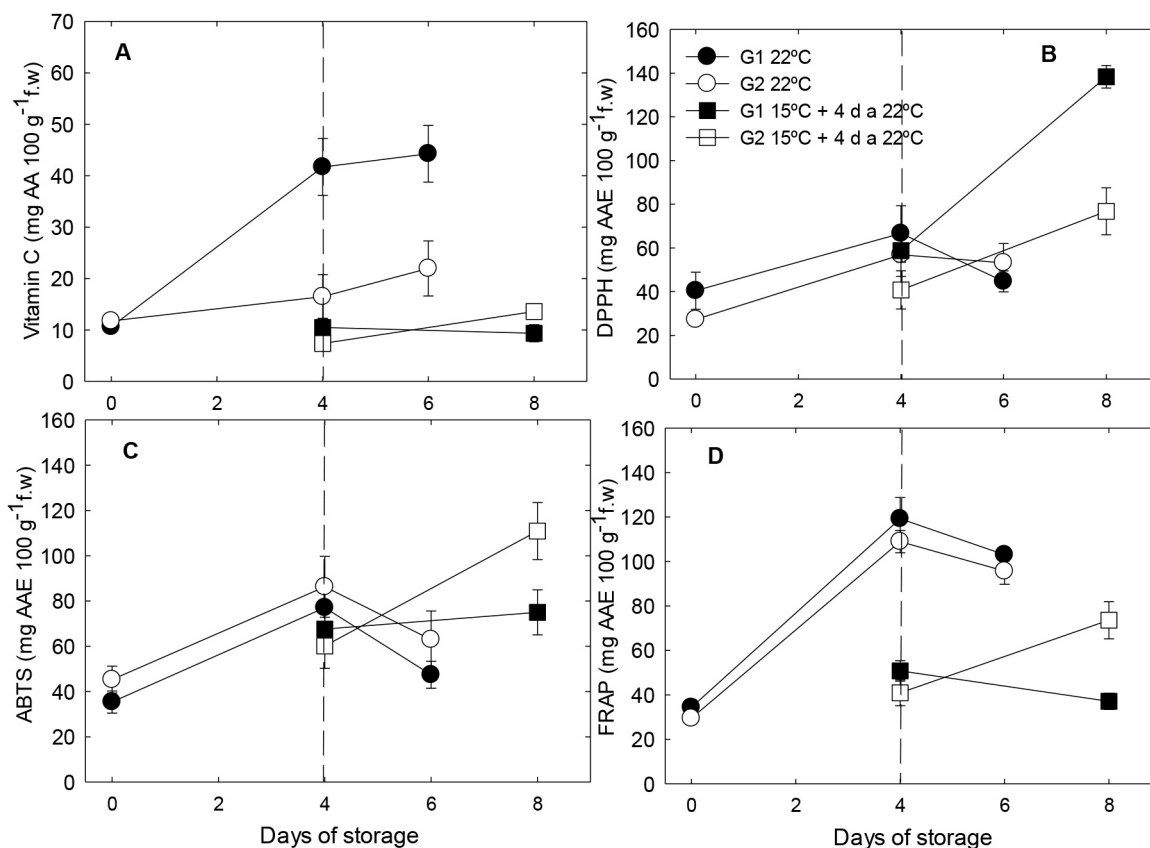 A
Vitamin C (mg AA 100 g⁻¹f.w)
70
60
50
40
30
20
10
0
0 2 4 6 8
B
G1 22ºC
G2 22ºC
G1 15ºC + 4 d a 22ºC
G2 15ºC + 4 d a 22ºC
DPPH (mg AAE 100 g⁻¹f.w)
160
140
120
100
80
60
40
20
0
0 2 4 6 8
C
ABTS (mg AAE 100 g⁻¹f.w)
160
140
120
100
80
60
40
20
0
0 2 4 6 8
Days of storage
D
FRAP (mg AAE 100 g⁻¹f.w)
160
140
120
100
80
60
40
20
0
0 2 4 6 8
Days of storage